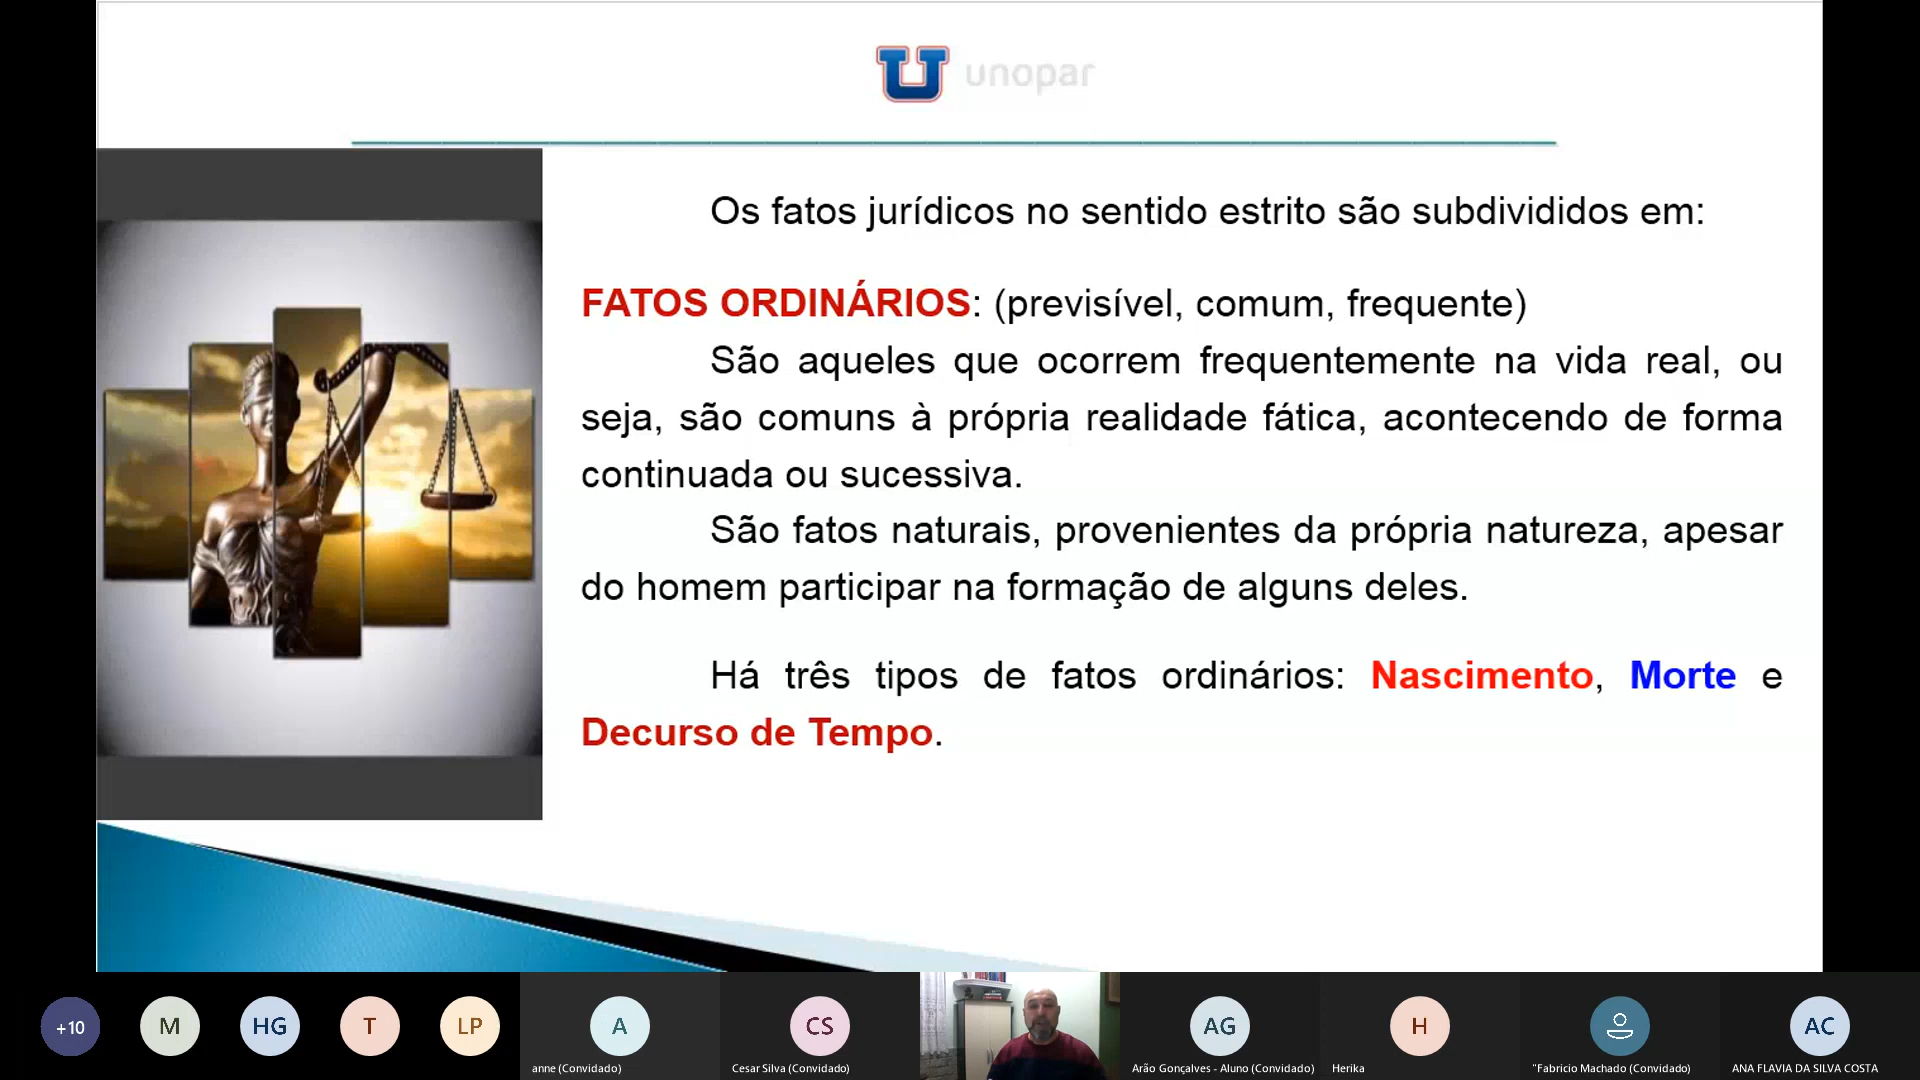 unopar
Os fatos jurídicos no sentido estrito são subdivididos em:
FATOS ORDINÁRIOS: (previsível, comum, frequente)
São aqueles que ocorrem frequentemente na vida real, ou
seja, são comuns à própria realidade fática, acontecendo de forma
continuada ou sucessiva.
São fatos naturais, provenientes da própria natureza, apesar
do homem participar na formação de alguns deles.
Há três tipos de fatos ordinários: Nascimento, Morte e
Decurso de Tempo.
+10
M
HG
T
LP
A
CS
AG
H
AC
anne (Convidado)
Cesar Silva (Convidado)
Arão Gonçalves - Aluno (Convidado)
Herika
"Fabricio Machado (Convidado)
ANA FLAVIA DA SILVA COSTA